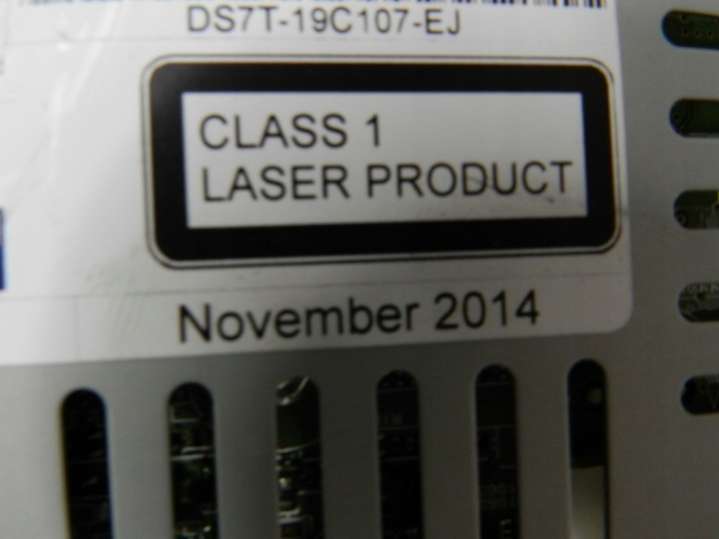 DS7T-19C107-EJ
CLASS 1
LASER PRODUCT
November 2014